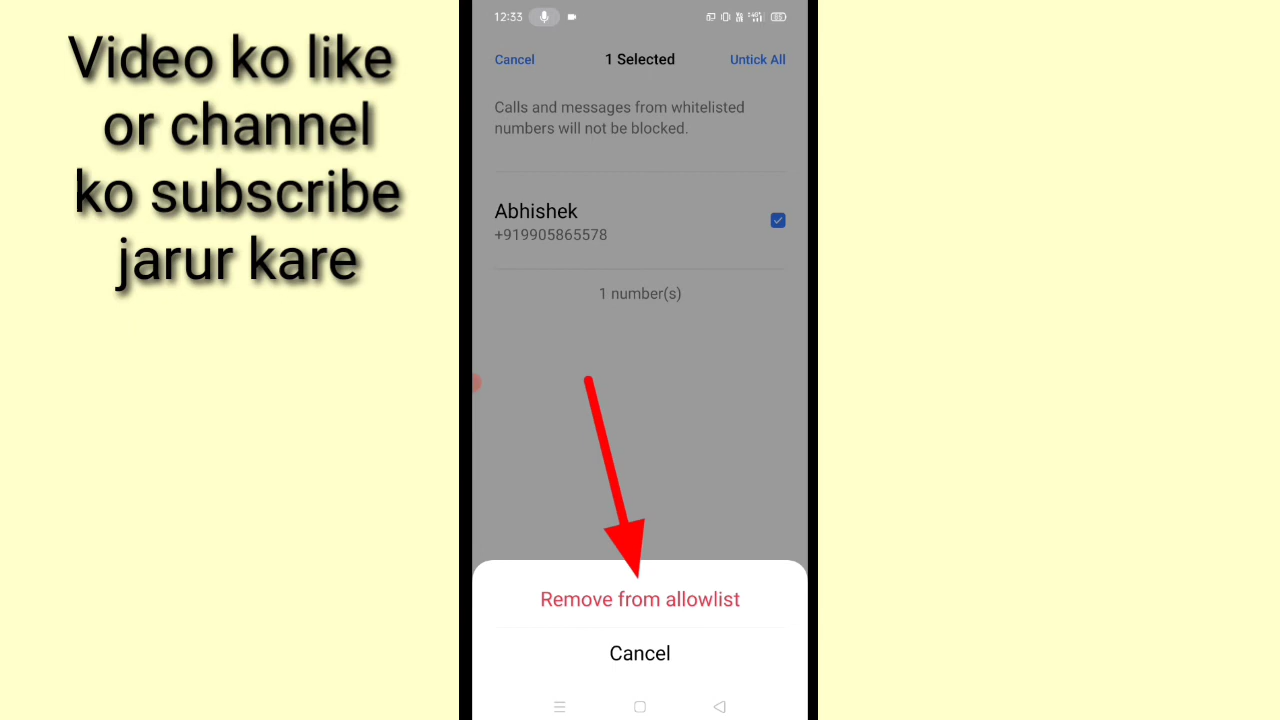 Video ko like
or channel
ko subscribe
jarur kare
12:33
Cancel 1 Selected Untick All
Calls and messages from whitelisted
numbers will not be blocked.
Abhishek
+919905865578
1 number(s)
Remove from allowlist
Cancel